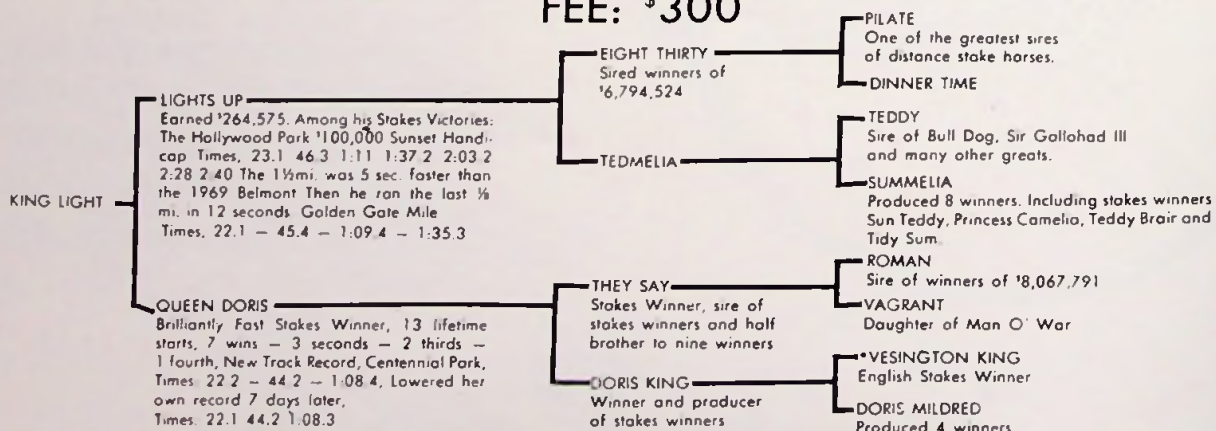 FEE: $300
KING LIGHT
LIGHTS UP
Earned $264,575. Among his Stakes Victories:
The Hollywood Park $100,000 Sunset Handi-
cap Times, 23.1 46.3 1:11 1:37.2 2:03.2
2:28 2.40 The 1½mi. was 5 sec. faster than
the 1969 Belmont Then he ran the last ⅛
mi. in 12 seconds Golden Gate Mile
Times, 22.1 — 45.4 — 1:09.4 — 1:35.3
QUEEN DORIS
Brilliantly Fast Stakes Winner, 13 lifetime
starts, 7 wins — 3 seconds — 2 thirds —
1 fourth, New Track Record, Centennial Park,
Times 22.2 — 44.2 — 1:08.4, Lowered her
own record 7 days later,
Times. 22.1 44.2 1:08.3
EIGHT THIRTY
Sired winners of
$6,794,524
TEDMELIA
THEY SAY
Stakes Winner, sire of
stakes winners and half
brother to nine winners
DORIS KING
Winner and producer
of stakes winners
PILATE
One of the greatest sires
of distance stake horses.
DINNER TIME
TEDDY
Sire of Bull Dog, Sir Gallohad III
and many other greats.
SUMMELIA
Produced 8 winners. Including stakes winners
Sun Teddy, Princess Camelio, Teddy Brair and
Tidy Sum
ROMAN
Sire of winners of $8,067,791
VAGRANT
Daughter of Man O' War
*VESINGTON KING
English Stakes Winner
DORIS MILDRED
Produced 4 winners